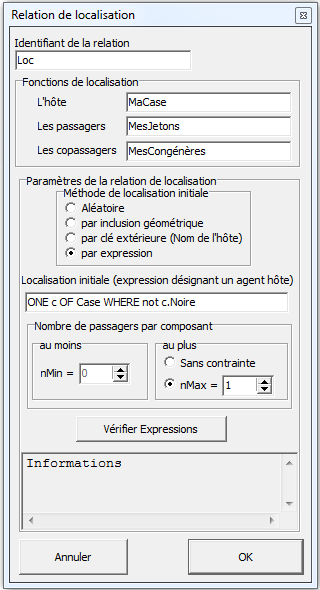 Relation de localisation
Identifiant de la relation
Loc
Fonctions de localisation
L'hôte MaCase
Les passagers MesJetons
Les copassagers MesCongénères
Paramètres de la relation de localisation
Méthode de localisation initiale
Aléatoire
par inclusion géométrique
par clé extérieure (Nom de l'hôte)
par expression
Localisation initiale (expression désignant un agent hôte)
ONE c OF Case WHERE not c.Noire
Nombre de passagers par composant
au moins au plus
Sans contrainte
nMin = 0 nMax = 1
Vérifier Expressions
Informations
Annuler OK